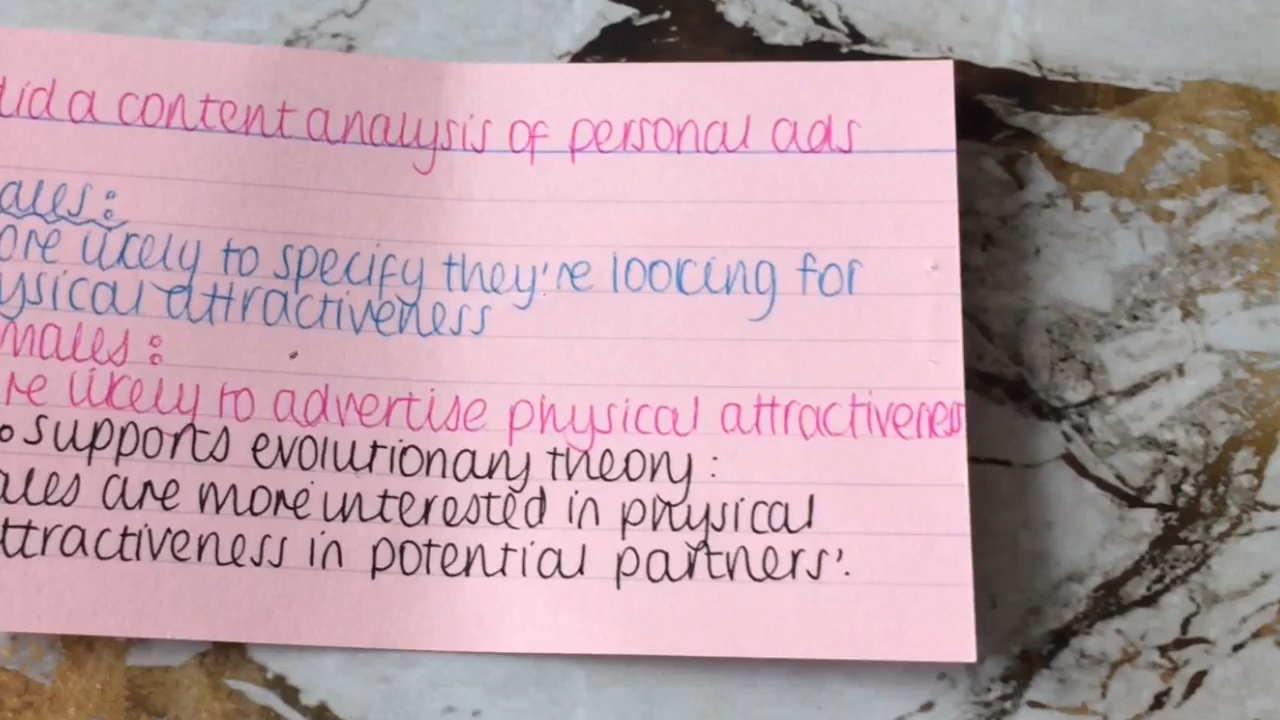 did a content analysis of personal ads
ales:
ore likely to specify they're looking for
ysical attractiveness
males:
re likely to advertise physical attractiveness
supports evolutionary theory:
ales are more interested in physical
ttractiveness in potential partners'.